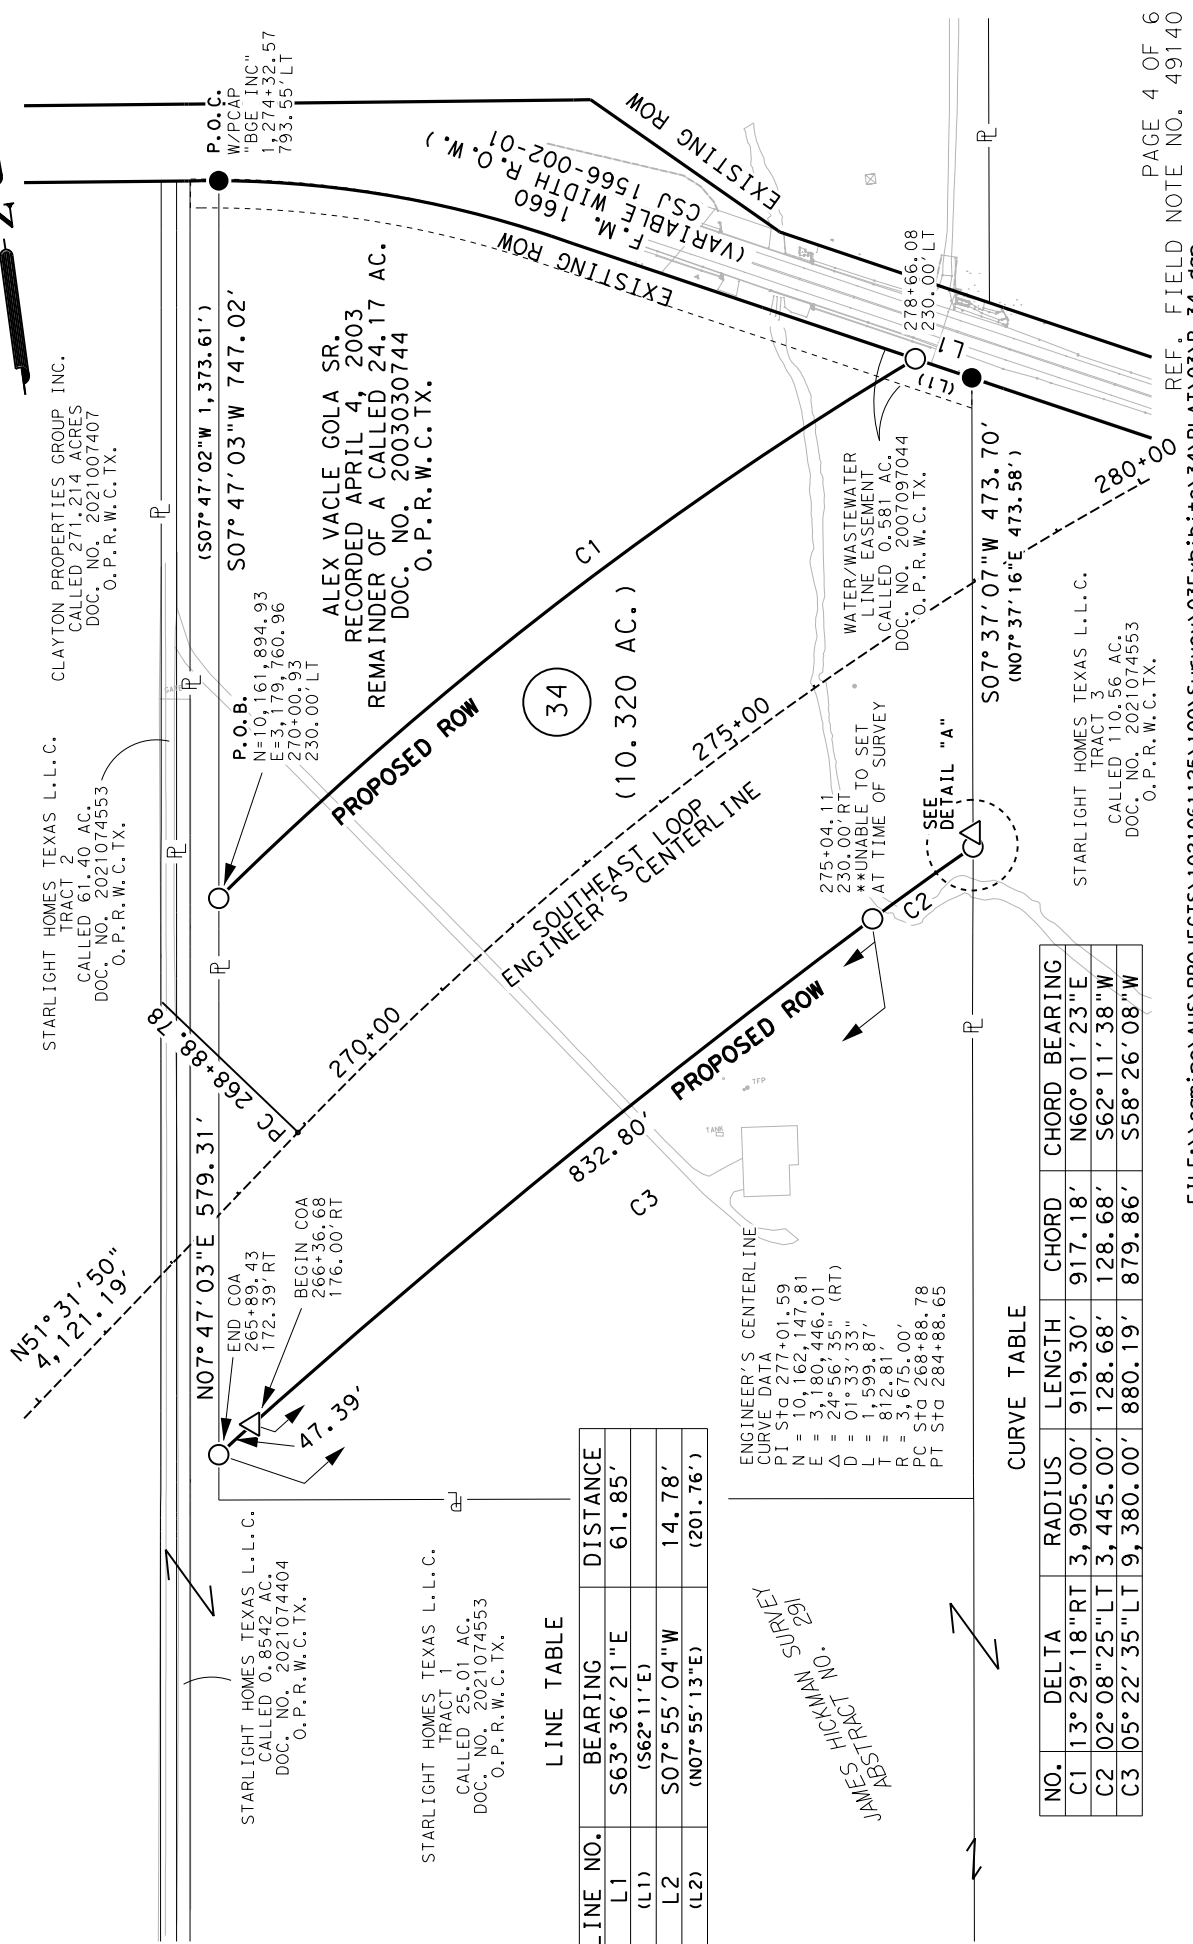 P.O.C.
W/PCAP
"BGE INC"
1,274+32.57
793.55'LT
EXISTING ROW
F.M. 1660
(VARIABLE WIDTH R.O.W.)
CSJ 1566-002-01
EXISTING ROW
278+66.08
230.00'LT
L1
(L1)
PAGE 4 OF 6
REF. FIELD NOTE NO. 49140
CLAYTON PROPERTIES GROUP INC.
CALLED 271.214 ACRES
DOC. NO. 2021007407
O.P.R.W.C.TX.
(S07°47'02"W 1,373.61')
S07°47'03"W 747.02'
ALEX VACLE GOLA SR.
RECORDED APRIL 4, 2003
REMAINDER OF A CALLED 24.17 AC.
DOC. NO. 2003030744
O.P.R.W.C.TX.
C1
(10.320 AC.)
34
WATER/WASTEWATER
LINE EASEMENT
CALLED 0.581 AC.
DOC. NO. 2007097044
O.P.R.W.C.TX.
S07°37'07"W 473.70'
(N07°37'16"E 473.58')
280+00
STARLIGHT HOMES TEXAS L.L.C.
TRACT 2
CALLED 61.40 AC.
DOC. NO. 2021074553
O.P.R.W.C.TX.
GATE
P.O.B.
N=10,161,894.93
E=3,179,760.96
270+00.93
230.00'LT
PROPOSED ROW
275+00
SOUTHEAST LOOP
ENGINEER'S CENTERLINE
275+04.11
230.00'RT
**UNABLE TO SET
AT TIME OF SURVEY
SEE
DETAIL "A"
C2
STARLIGHT HOMES TEXAS L.L.C.
TRACT 3
CALLED 110.56 AC.
DOC. NO. 2021074553
O.P.R.W.C.TX.
PC 268+88.78
270+00
PROPOSED ROW
TFP
TANK
832.80'
C3
N51°31'50"
4,121.19'
N07°47'03"E 579.31'
END COA
265+89.43
172.39'RT
BEGIN COA
266+36.68
176.00'RT
47.39'
ENGINEER'S CENTERLINE
CURVE DATA
PI Sta 277+01.59
N = 10,162,147.81
E = 3,180,446.01
Δ = 24°56'35" (RT)
D = 01°33'33"
L = 1,599.87'
T = 812.81'
R = 3,675.00'
PC Sta 268+88.78
PT Sta 284+88.65
STARLIGHT HOMES TEXAS L.L.C.
CALLED 0.8542 AC.
DOC. NO. 2021074404
O.P.R.W.C.TX.
STARLIGHT HOMES TEXAS L.L.C.
TRACT 1
CALLED 25.01 AC.
DOC. NO. 2021074553
O.P.R.W.C.TX.
LINE TABLE
LINE NO. BEARING DISTANCE
L1 S63°36'21"E 61.85'
(L1) (S62°11'E)
L2 S07°55'04"W 14.78'
(L2) (N07°55'13"E) (201.76')
JAMES HICKMAN SURVEY
ABSTRACT NO. 291
CURVE TABLE
NO. DELTA RADIUS LENGTH CHORD CHORD BEARING
C1 13°29'18"RT 3,905.00' 919.30' 917.18' N60°01'23"E
C2 02°08'25"LT 3,445.00' 128.68' 128.68' S62°11'38"W
C3 05°22'35"LT 9,380.00' 880.19' 879.86' S58°26'08"W